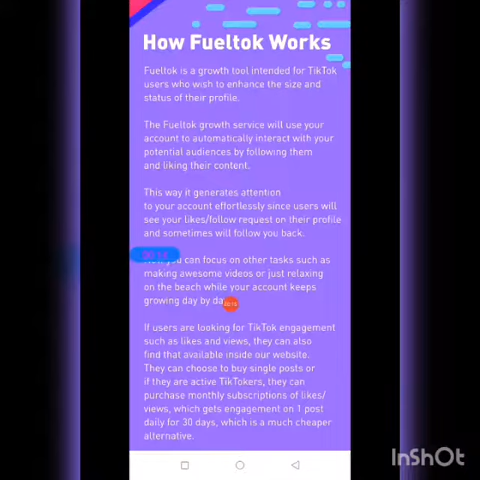 How Fueltok Works
Fueltok is a growth tool intended for TikTok
users who wish to enhance the size and
status of their profile.
The Fueltok growth service will use your
account to automatically interact with your
potential audiences by following them
and liking their content.
This way it generates attention
to your account effortlessly since users will
see your likes/follow request on their profile
and sometimes will follow you back.
you can focus on other tasks such as
making awesome videos or just relaxing
on the beach while your account keeps
growing day by
If users are looking for TikTok engagement
such as likes and views, they can also
find that available inside our website.
They can choose to buy single posts or
if they are active TikTokers, they can
purchase monthly subscriptions of likes/
views, which gets engagement on 1 post
daily for 30 days, which is a much cheaper
alternative.
InShOt